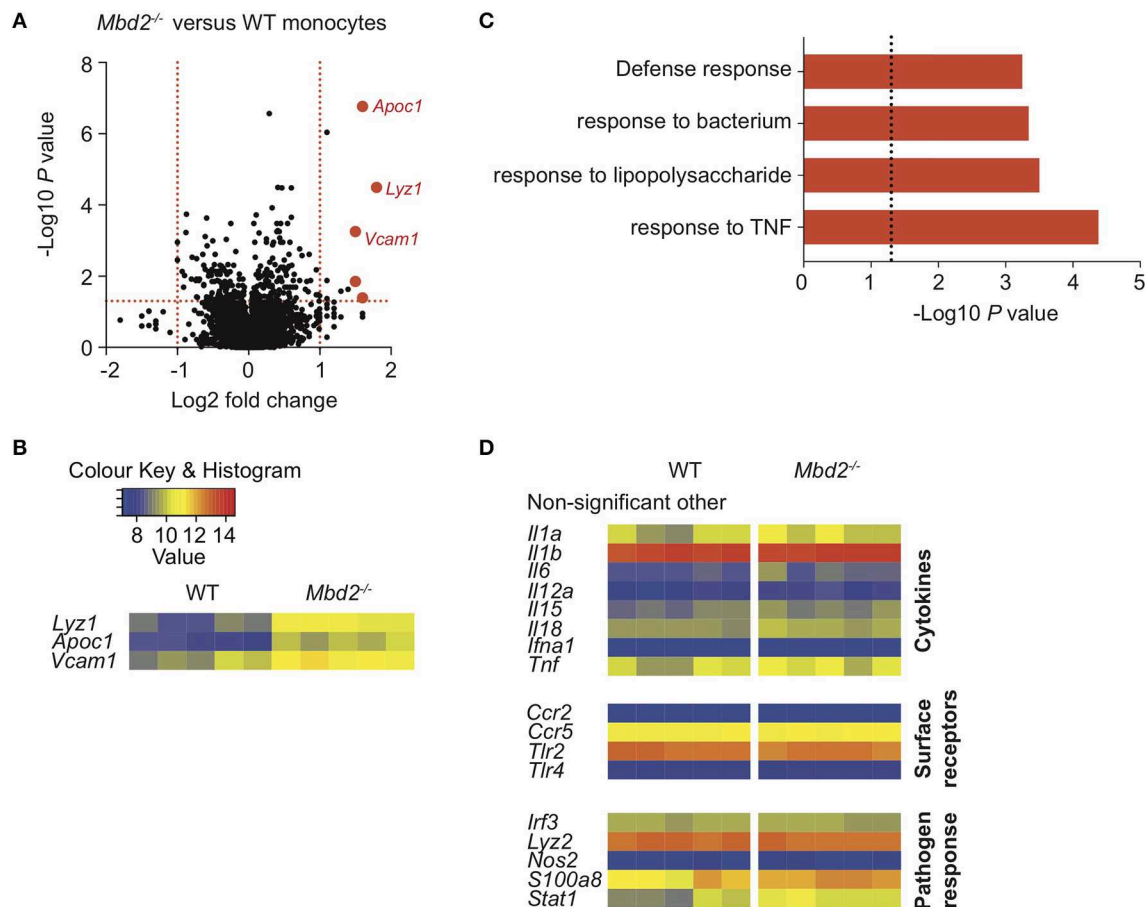 A
Mbd2-/- versus WT monocytes
-Log10 P value
8
6
4
2
0
-2 -1 0 1 2
Log2 fold change
Apoc1
Lyz1
Vcam1
C
Defense response
response to bacterium
response to lipopolysaccharide
response to TNF
0 1 2 3 4 5
-Log10 P value
B
Colour Key & Histogram
8 10 12 14
Value
WT Mbd2-/-
Lyz1
Apoc1
Vcam1
D
WT Mbd2-/-
Non-significant other
Il1a
Il1b
Il6
Il12a
Il15
Il18
Ifna1
Tnf
Cytokines
Ccr2
Ccr5
Tlr2
Tlr4
Surface
receptors
Irf3
Lyz2
Nos2
S100a8
Stat1
Pathogen
response